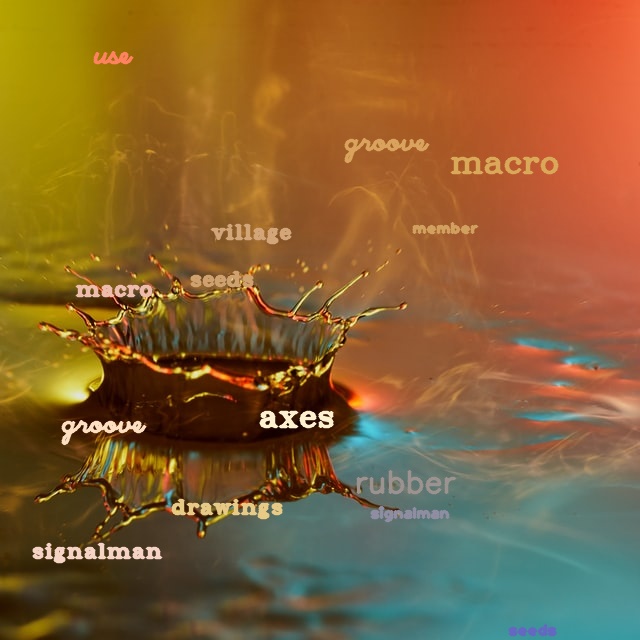 use
groove
macro
member
village
seeds
macro
axes
groove
rubber
drawings
signalman
signalman
seeds